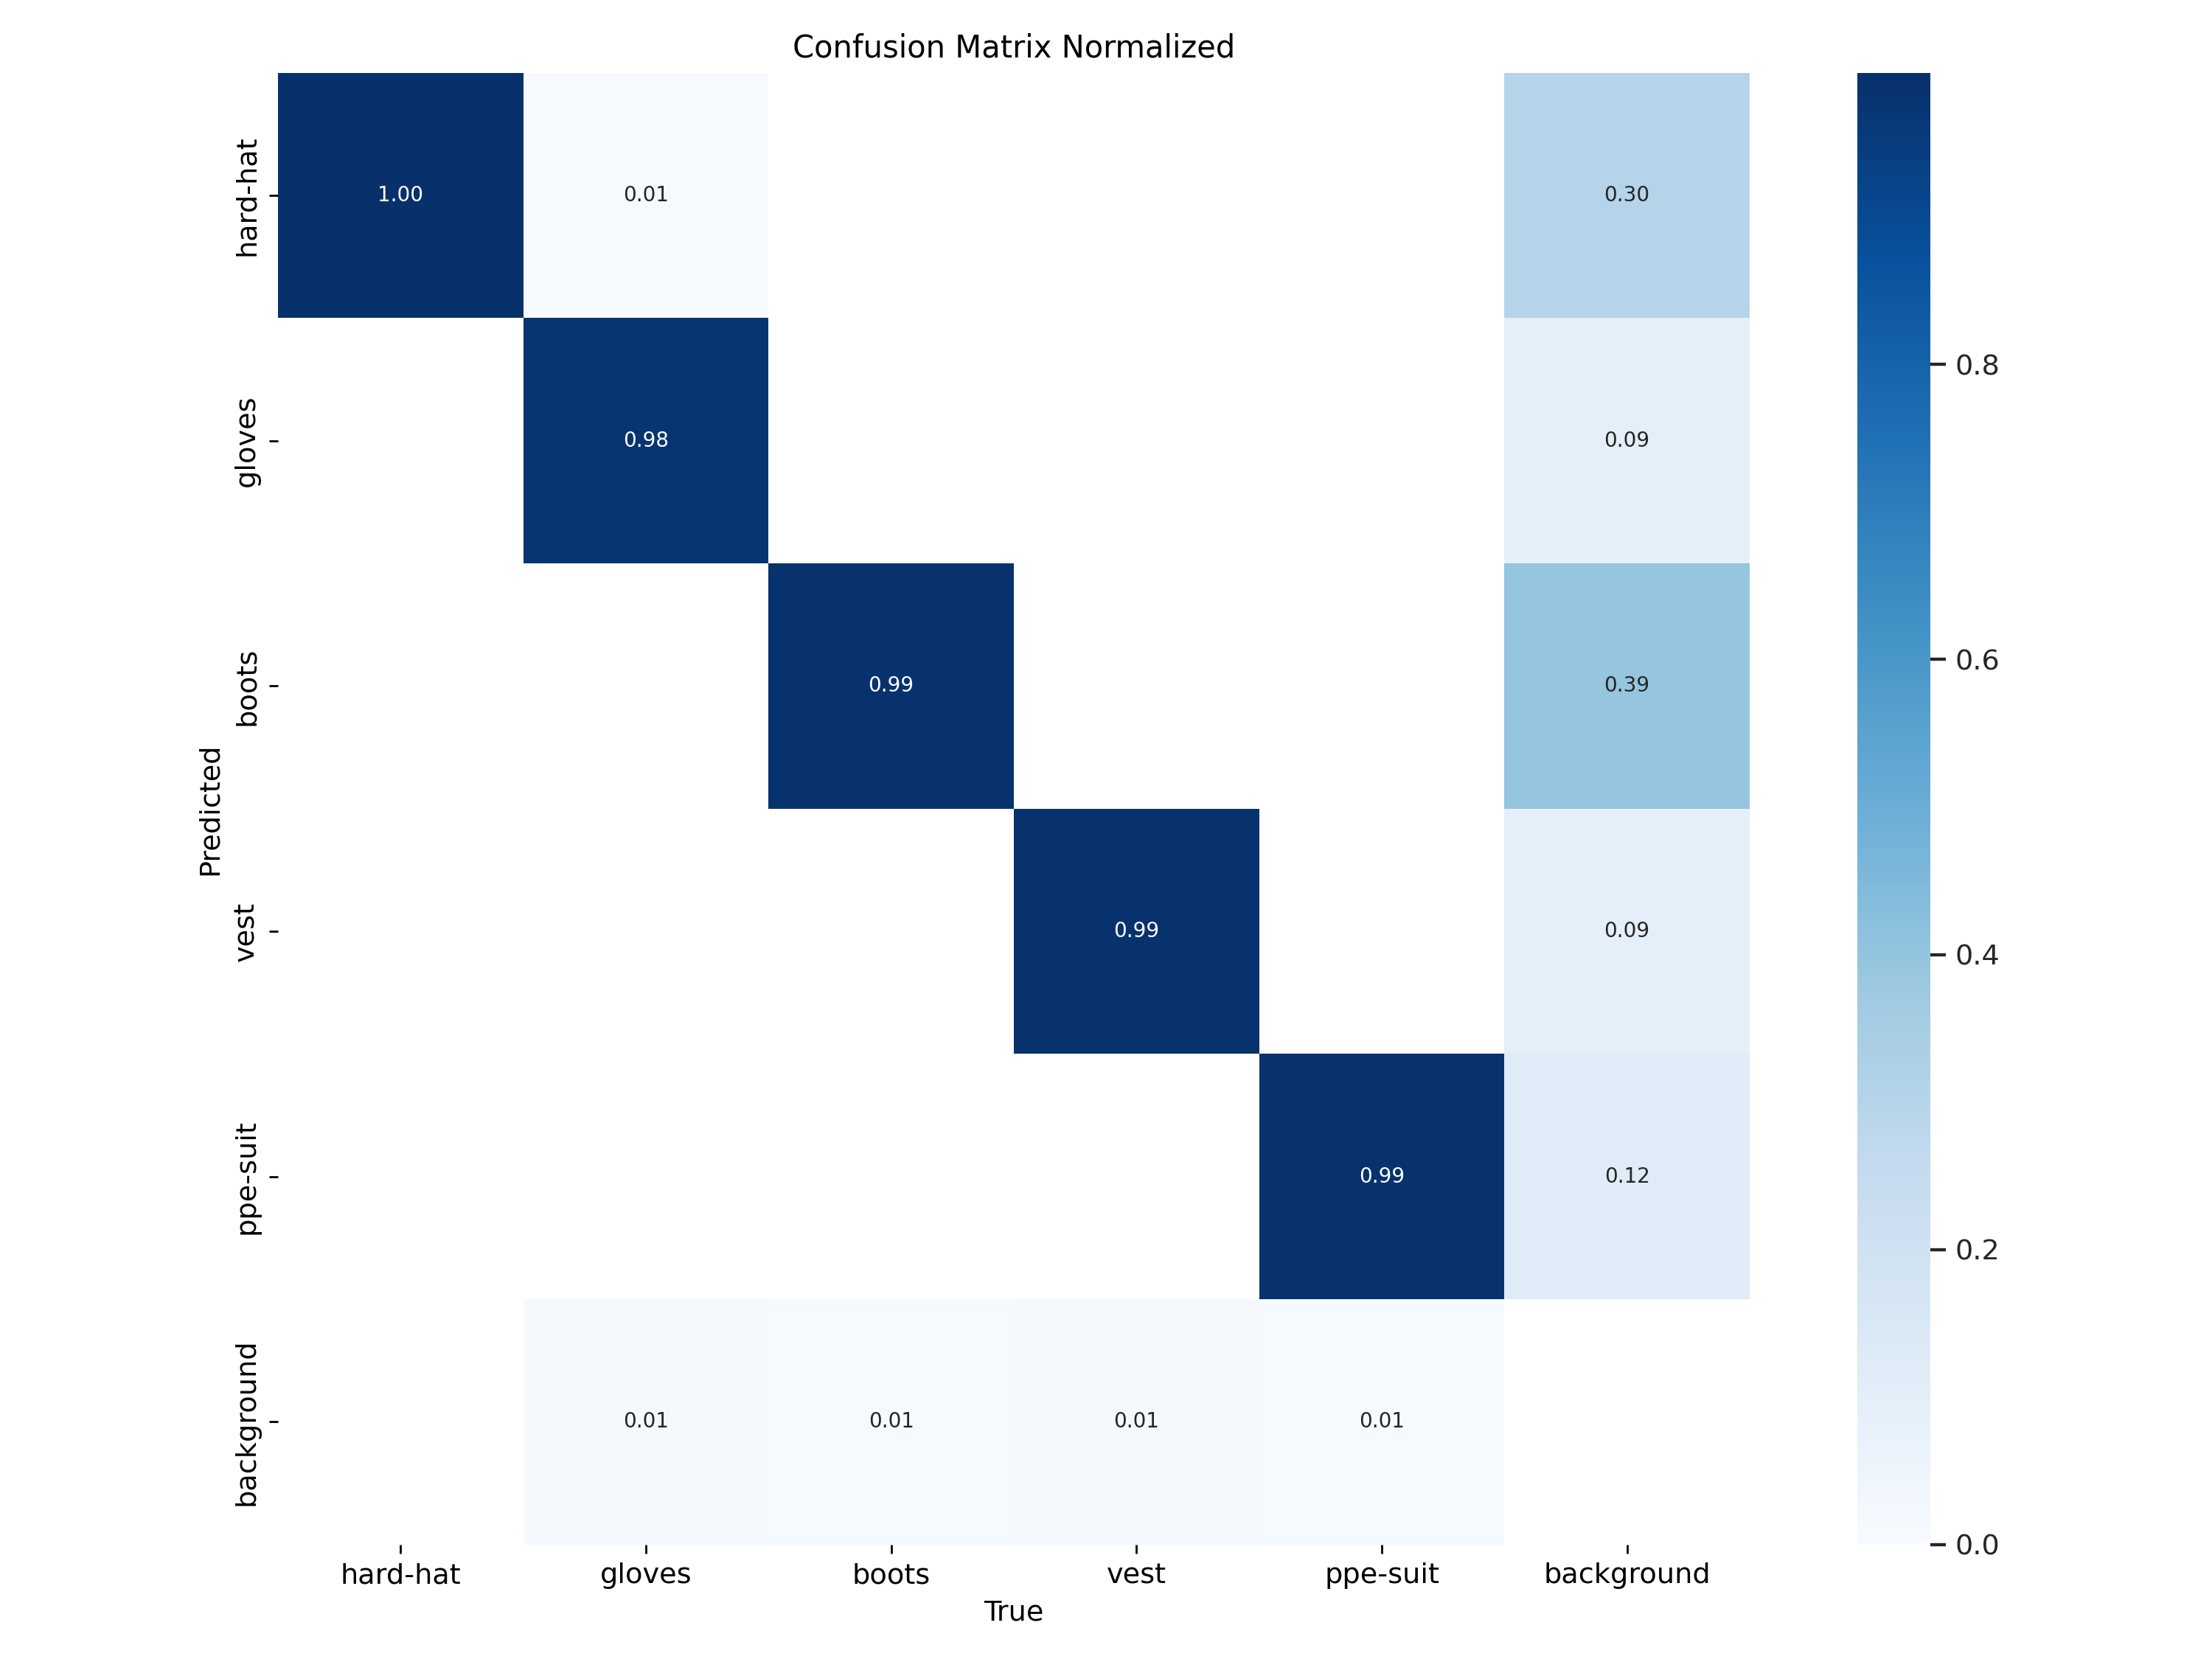 Confusion Matrix Normalized
hard-hat
1.00
0.01
0.30
gloves
0.98
0.09
boots
0.99
0.39
vest
0.99
0.09
ppe-suit
0.99
0.12
background
0.01
0.01
0.01
0.01
Predicted
hard-hat
gloves
boots
vest
ppe-suit
background
True
0.8
0.6
0.4
0.2
0.0